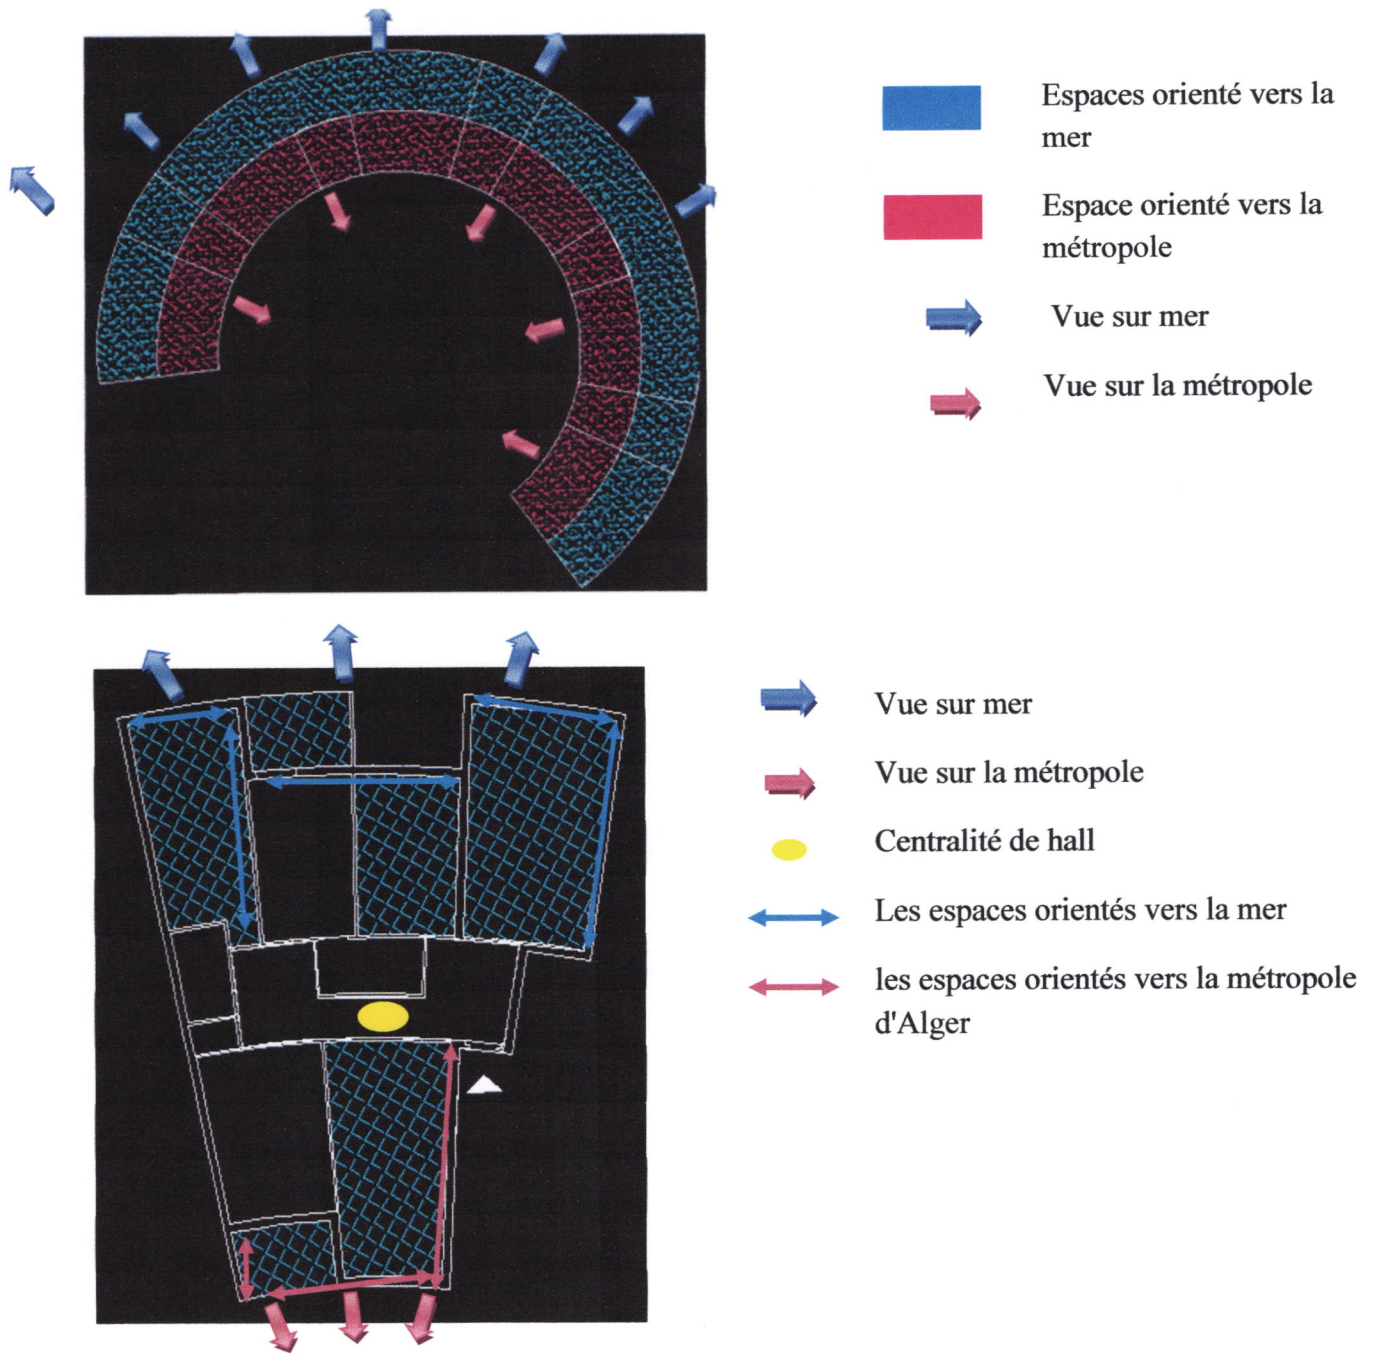 Espaces orienté vers la
mer
Espace orienté vers la
métropole
Vue sur mer
Vue sur la métropole
Vue sur mer
Vue sur la métropole
Centralité de hall
Les espaces orientés vers la mer
les espaces orientés vers la métropole
d'Alger